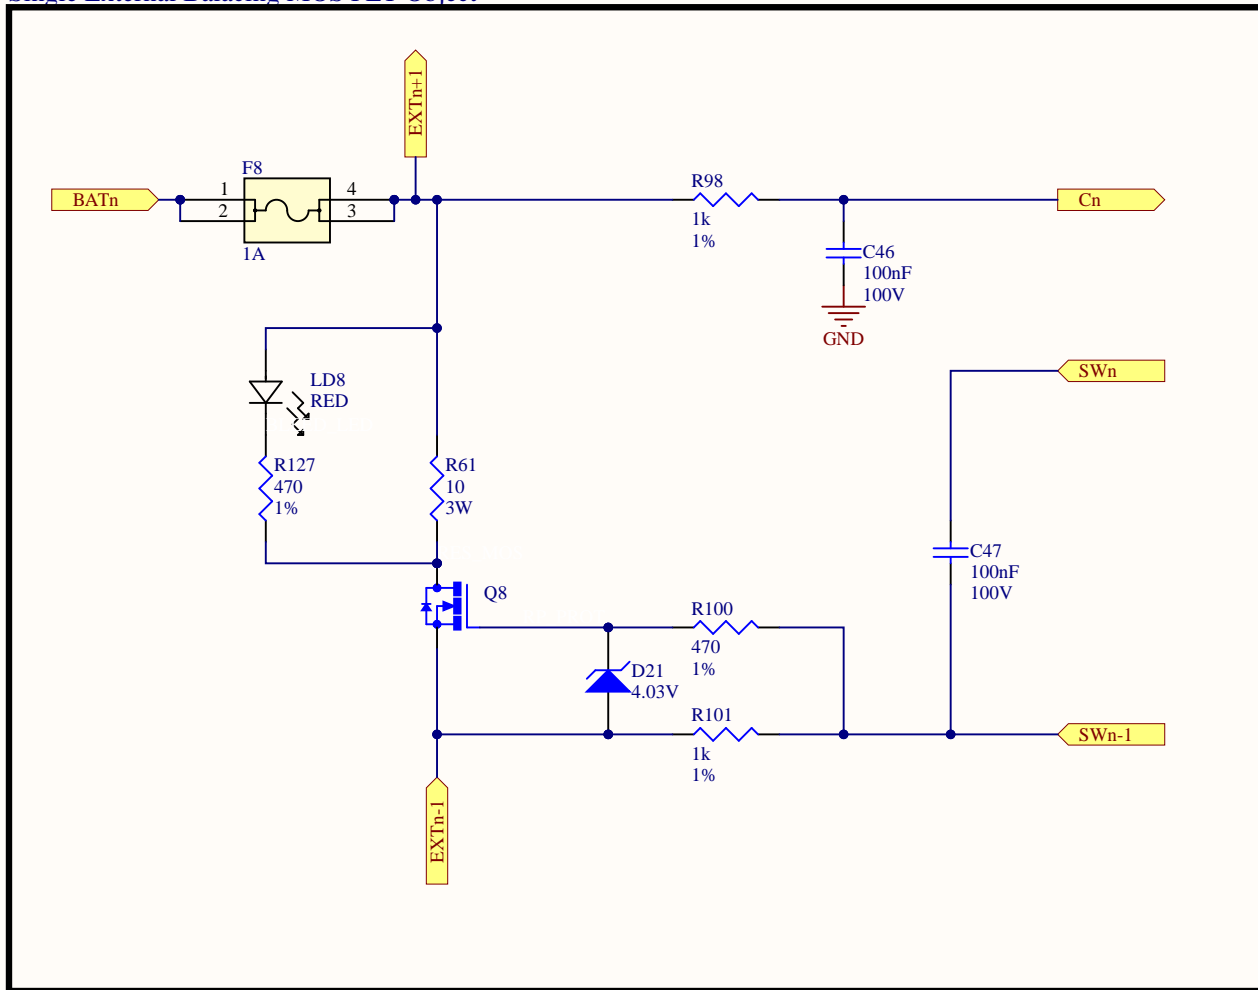 EXTn+1
F8
BATn
1
2
4
3
1A
R98
1k
1%
Cn
C46
100nF
100V
GND
SWn
LD8
RED
R127
470
1%
R61
10
3W
C47
100nF
100V
Q8
R100
470
1%
D21
4.03V
R101
1k
1%
SWn-1
EXTn-1